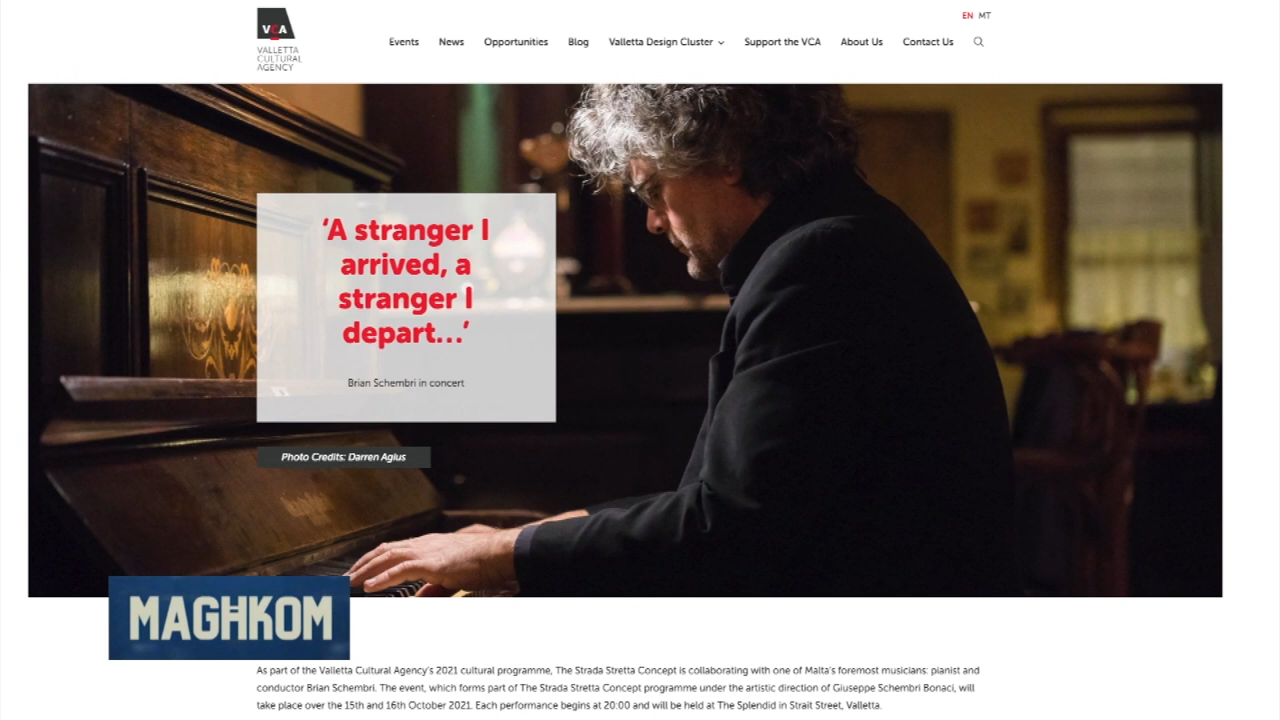 EN MT
VCA
VALLETTA
CULTURAL
AGENCY
Events News Opportunities Blog Valletta Design Cluster Support the VCA About Us Contact Us
‘A stranger I
arrived, a
stranger I
depart…’
Brian Schembri in concert
Photo Credits: Darren Agius
MAGĦKOM
As part of the Valletta Cultural Agency's 2021 cultural programme, The Strada Stretta Concept is collaborating with one of Malta's foremost musicians: pianist and
conductor Brian Schembri. The event, which forms part of The Strada Stretta Concept programme under the artistic direction of Giuseppe Schembri Bonaci, will
take place over the 15th and 16th October 2021. Each performance begins at 20:00 and will be held at The Splendid in Strait Street, Valletta.